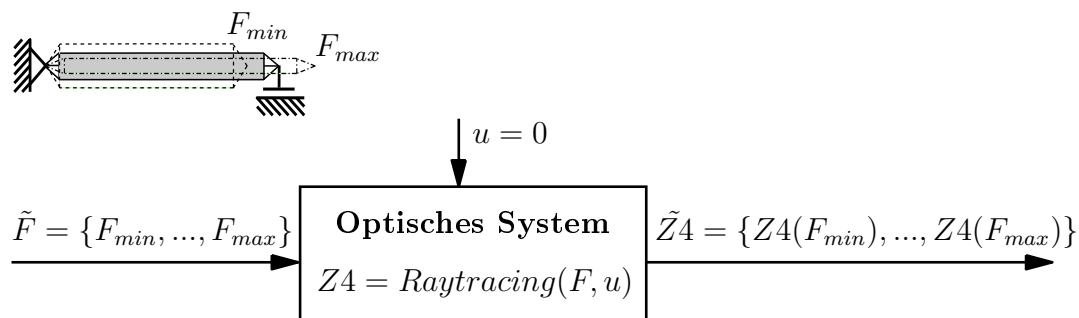 F_{min}
F_{max}
u = 0
\tilde{F} = \{F_{min}, ..., F_{max}\}
Optisches System
Z4 = Raytracing(F, u)
\tilde{Z4} = \{Z4(F_{min}), ..., Z4(F_{max})\}